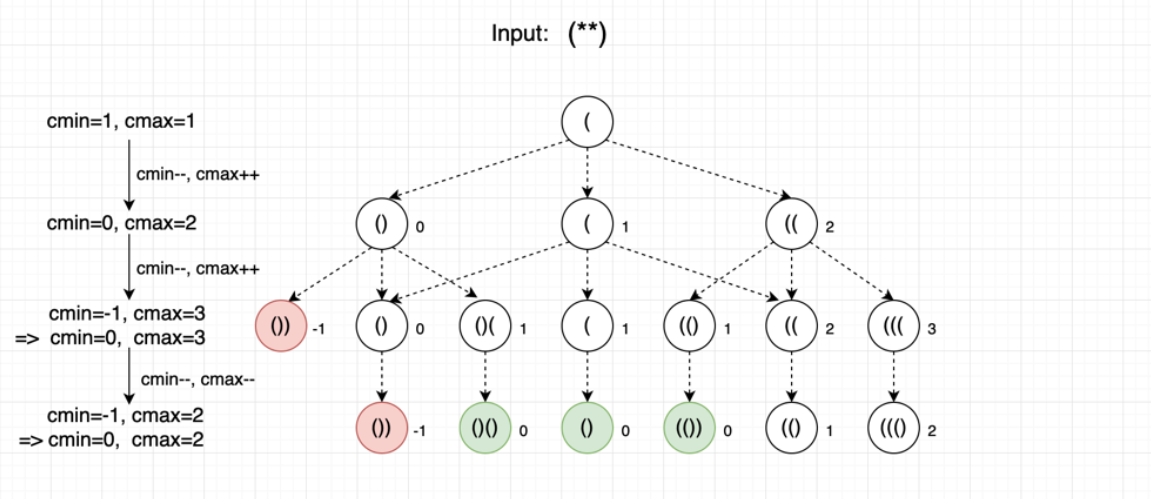 Input: (**)
cmin=1, cmax=1
(
cmin--, cmax++
cmin=0, cmax=2
() 0
( 1
(( 2
cmin--, cmax++
cmin=-1, cmax=3
=> cmin=0, cmax=3
()) -1
() 0
()( 1
( 1
(() 1
(( 2
((( 3
cmin--, cmax--
cmin=-1, cmax=2
=> cmin=0, cmax=2
()) -1
()() 0
() 0
(()) 0
(() 1
((() 2